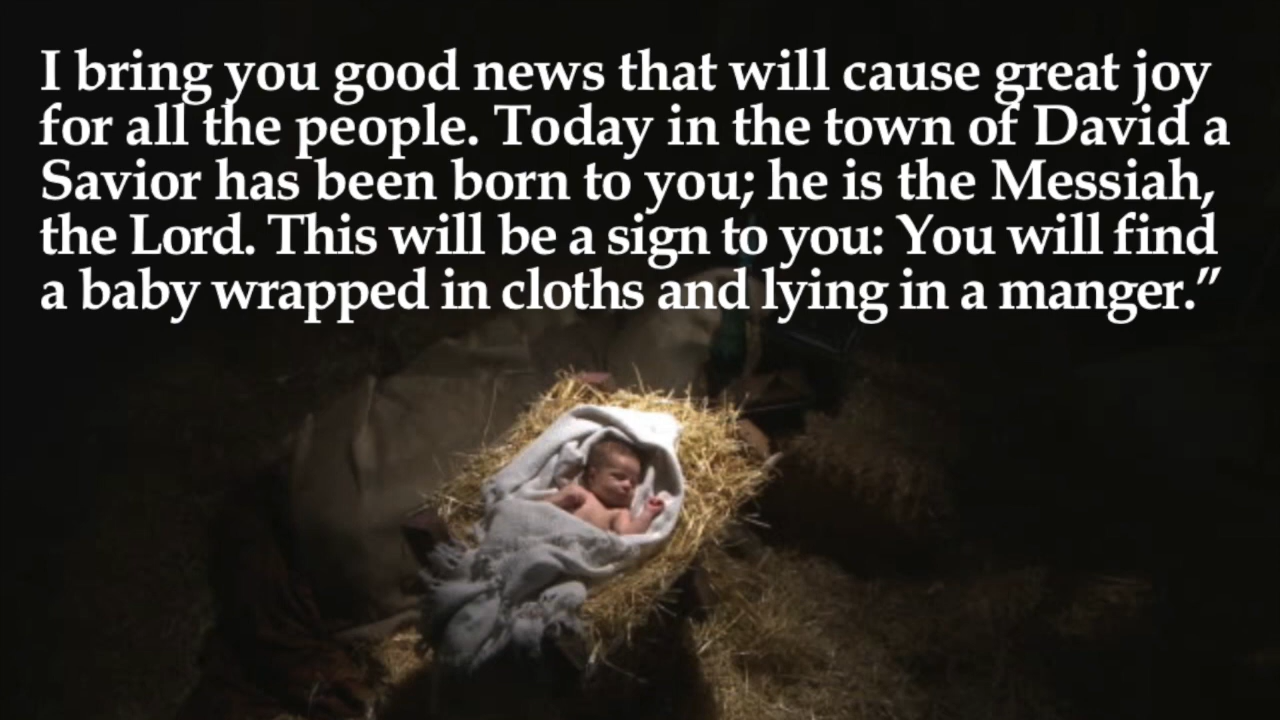 I bring you good news that will cause great joy
for all the people. Today in the town of David a
Savior has been born to you; he is the Messiah,
the Lord. This will be a sign to you: You will find
a baby wrapped in cloths and lying in a manger.”